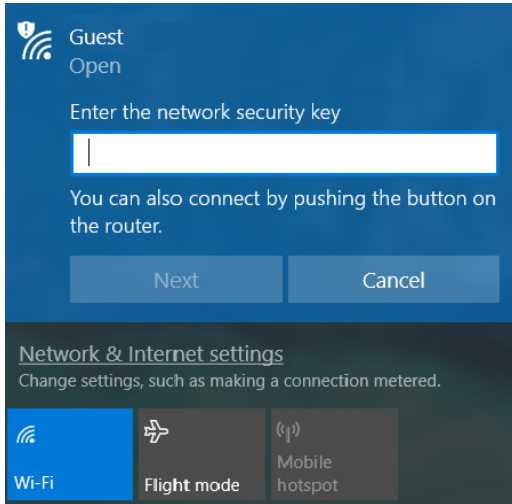 Guest
Open
Enter the network security key
You can also connect by pushing the button on
the router.
Next
Cancel
Network & Internet settings
Change settings, such as making a connection metered.
Wi-Fi
Flight mode
Mobile
hotspot